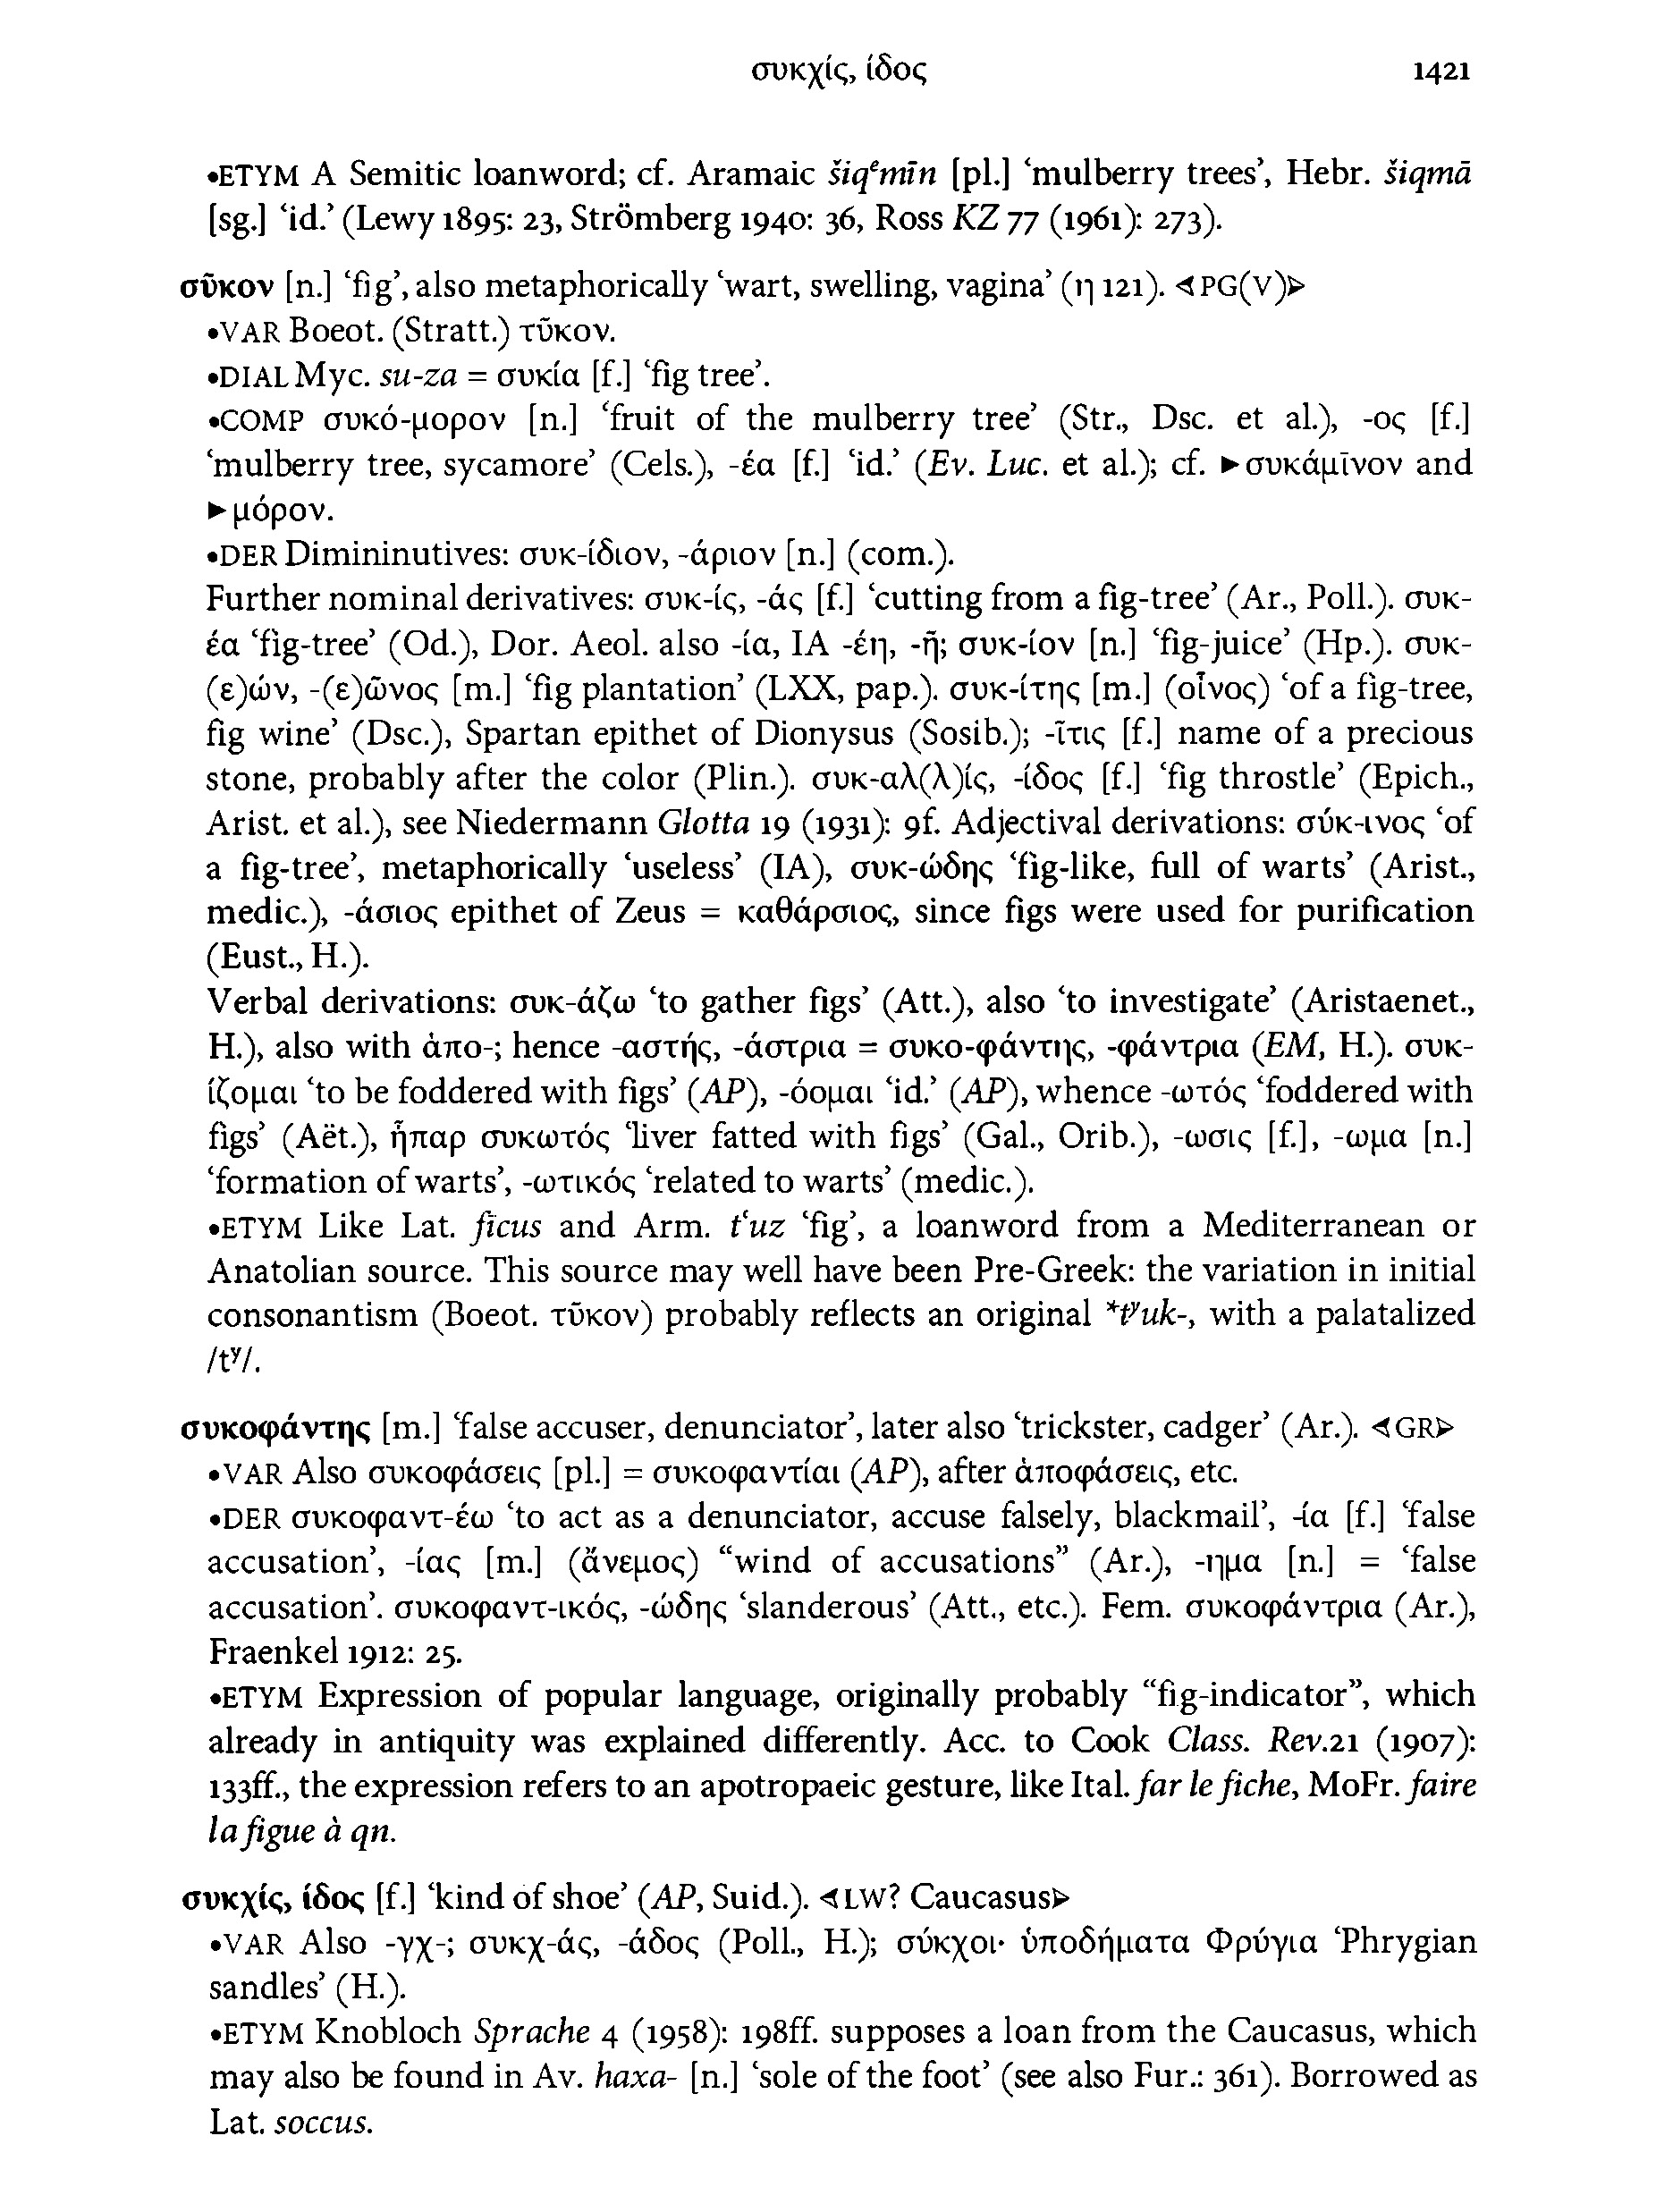 συκχίς, ίδος 1421
•ETYM A Semitic loanword; cf. Aramaic šiqᵉmīn [pl.] ‘mulberry trees’, Hebr. šiqmā
[sg.] ‘id.’ (Lewy 1895: 23, Strömberg 1940: 36, Ross KZ 77 (1961): 273).
σῦκον [n.] ‘fig’, also metaphorically ‘wart, swelling, vagina’ (η 121). ⊲PG(V)⊳
•VAR Boeot. (Stratt.) τῦκον.
•DIAL Myc. su-za = συκία [f.] ‘fig tree’.
•COMP συκό-μορον [n.] ‘fruit of the mulberry tree’ (Str., Dsc. et al.), -ος [f.]
‘mulberry tree, sycamore’ (Cels.), -έα [f.] ‘id.’ (Ev. Luc. et al.); cf. ►συκάμῑνον and
►μόρον.
•DER Dimininutives: συκ-ίδιον, -άριον [n.] (com.).
Further nominal derivatives: συκ-ίς, -άς [f.] ‘cutting from a fig-tree’ (Ar., Poll.). συκ-
έα ‘fig-tree’ (Od.), Dor. Aeol. also -ία, IA -έη, -ῆ; συκ-ίον [n.] ‘fig-juice’ (Hp.). συκ-
(ε)ών, -(ε)ῶνος [m.] ‘fig plantation’ (LXX, pap.). συκ-ίτης [m.] (οἶνος) ‘of a fig-tree,
fig wine’ (Dsc.), Spartan epithet of Dionysus (Sosib.); -ῖτις [f.] name of a precious
stone, probably after the color (Plin.). συκ-αλ(λ)ίς, -ίδος [f.] ‘fig throstle’ (Epich.,
Arist. et al.), see Niedermann Glotta 19 (1931): 9f. Adjectival derivations: σύκ-ινος ‘of
a fig-tree’, metaphorically ‘useless’ (IA), συκ-ώδης ‘fig-like, full of warts’ (Arist.,
medic.), -άσιος epithet of Zeus = καθάρσιος, since figs were used for purification
(Eust., H.).
Verbal derivations: συκ-άζω ‘to gather figs’ (Att.), also ‘to investigate’ (Aristaenet.,
H.), also with ἀπο-; hence -αστής, -άστρια = συκο-φάντης, -φάντρια (EM, H.). συκ-
ίζομαι ‘to be foddered with figs’ (AP), -όομαι ‘id.’ (AP), whence -ωτός ‘foddered with
figs’ (Aët.), ἧπαρ συκωτός ‘liver fatted with figs’ (Gal., Orib.), -ωσις [f.], -ωμα [n.]
‘formation of warts’, -ωτικός ‘related to warts’ (medic.).
•ETYM Like Lat. fīcus and Arm. tʿuz ‘fig’, a loanword from a Mediterranean or
Anatolian source. This source may well have been Pre-Greek: the variation in initial
consonantism (Boeot. τῦκον) probably reflects an original *tʸuk-, with a palatalized
/tʸ/.
συκοφάντης [m.] ‘false accuser, denunciator’, later also ‘trickster, cadger’ (Ar.). ⊲GR⊳
•VAR Also συκοφάσεις [pl.] = συκοφαντίαι (AP), after ἀποφάσεις, etc.
•DER συκοφαντ-έω ‘to act as a denunciator, accuse falsely, blackmail’, -ία [f.] ‘false
accusation’, -ίας [m.] (ἄνεμος) “wind of accusations” (Ar.), -ημα [n.] = ‘false
accusation’. συκοφαντ-ικός, -ώδης ‘slanderous’ (Att., etc.). Fem. συκοφάντρια (Ar.),
Fraenkel 1912: 25.
•ETYM Expression of popular language, originally probably “fig-indicator”, which
already in antiquity was explained differently. Acc. to Cook Class. Rev.21 (1907):
133ff., the expression refers to an apotropaeic gesture, like Ital. far le fiche, MoFr. faire
la figue à qn.
συκχίς, ίδος [f.] ‘kind of shoe’ (AP, Suid.). ⊲LW? Caucasus⊳
•VAR Also -γχ-; συκχ-άς, -άδος (Poll., H.); σύκχοι· ὑποδήματα Φρύγια ‘Phrygian
sandles’ (H.).
•ETYM Knobloch Sprache 4 (1958): 198ff. supposes a loan from the Caucasus, which
may also be found in Av. haxa- [n.] ‘sole of the foot’ (see also Fur.: 361). Borrowed as
Lat. soccus.